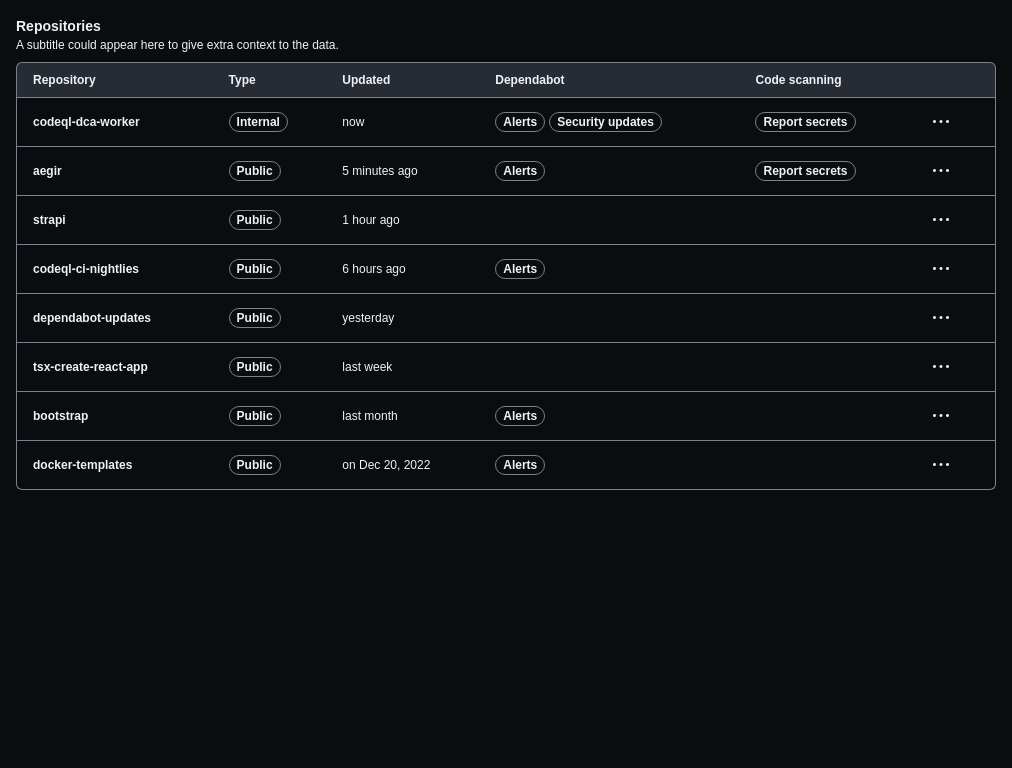 Repositories
A subtitle could appear here to give extra context to the data.
Repository Type Updated Dependabot Code scanning
codeql-dca-worker Internal now Alerts Security updates Report secrets
aegir Public 5 minutes ago Alerts Report secrets
strapi Public 1 hour ago
codeql-ci-nightlies Public 6 hours ago Alerts
dependabot-updates Public yesterday
tsx-create-react-app Public last week
bootstrap Public last month Alerts
docker-templates Public on Dec 20, 2022 Alerts